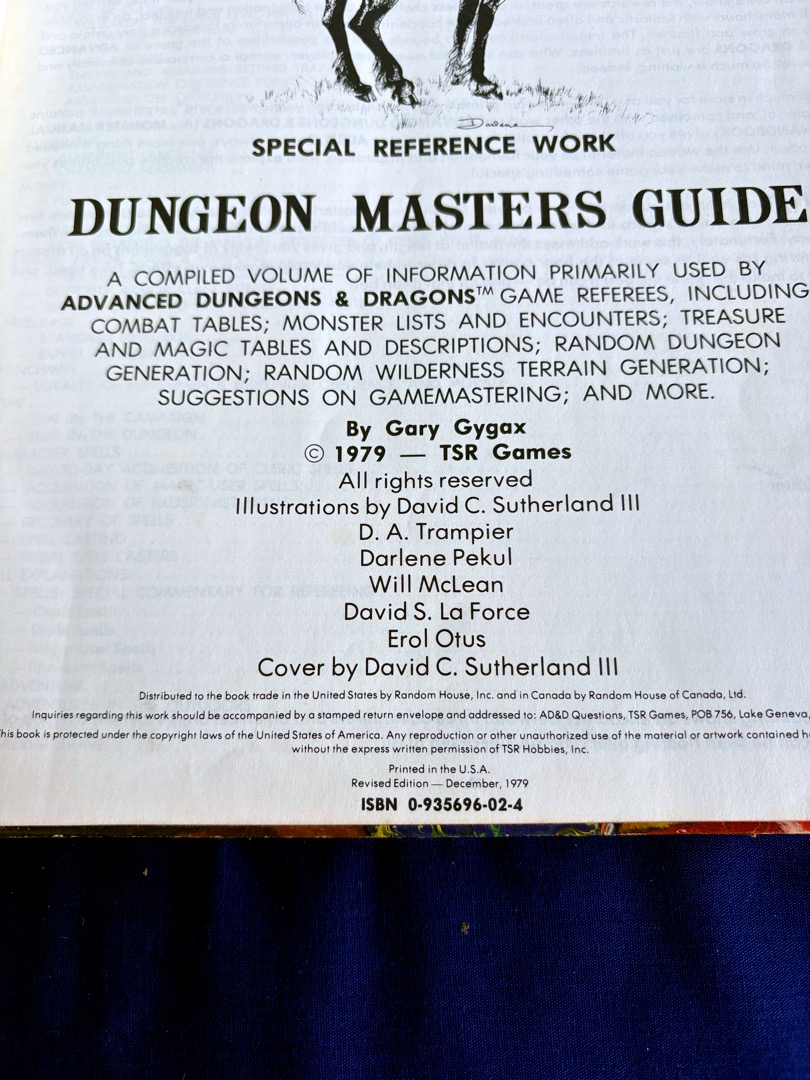 Darlene
SPECIAL REFERENCE WORK
DUNGEON MASTERS GUIDE
A COMPILED VOLUME OF INFORMATION PRIMARILY USED BY
ADVANCED DUNGEONS & DRAGONS™ GAME REFEREES, INCLUDING
COMBAT TABLES; MONSTER LISTS AND ENCOUNTERS; TREASURE
AND MAGIC TABLES AND DESCRIPTIONS; RANDOM DUNGEON
GENERATION; RANDOM WILDERNESS TERRAIN GENERATION;
SUGGESTIONS ON GAMEMASTERING; AND MORE.
By Gary Gygax
© 1979 — TSR Games
All rights reserved
Illustrations by David C. Sutherland III
D. A. Trampier
Darlene Pekul
Will McLean
David S. La Force
Erol Otus
Cover by David C. Sutherland III
Distributed to the book trade in the United States by Random House, Inc. and in Canada by Random House of Canada, Ltd.
Inquiries regarding this work should be accompanied by a stamped return envelope and addressed to: AD&D Questions, TSR Games, POB 756, Lake Geneva,
his book is protected under the copyright laws of the United States of America. Any reproduction or other unauthorized use of the material or artwork contained h
without the express written permission of TSR Hobbies, Inc.
Printed in the U.S.A.
Revised Edition — December, 1979
ISBN 0-935696-02-4